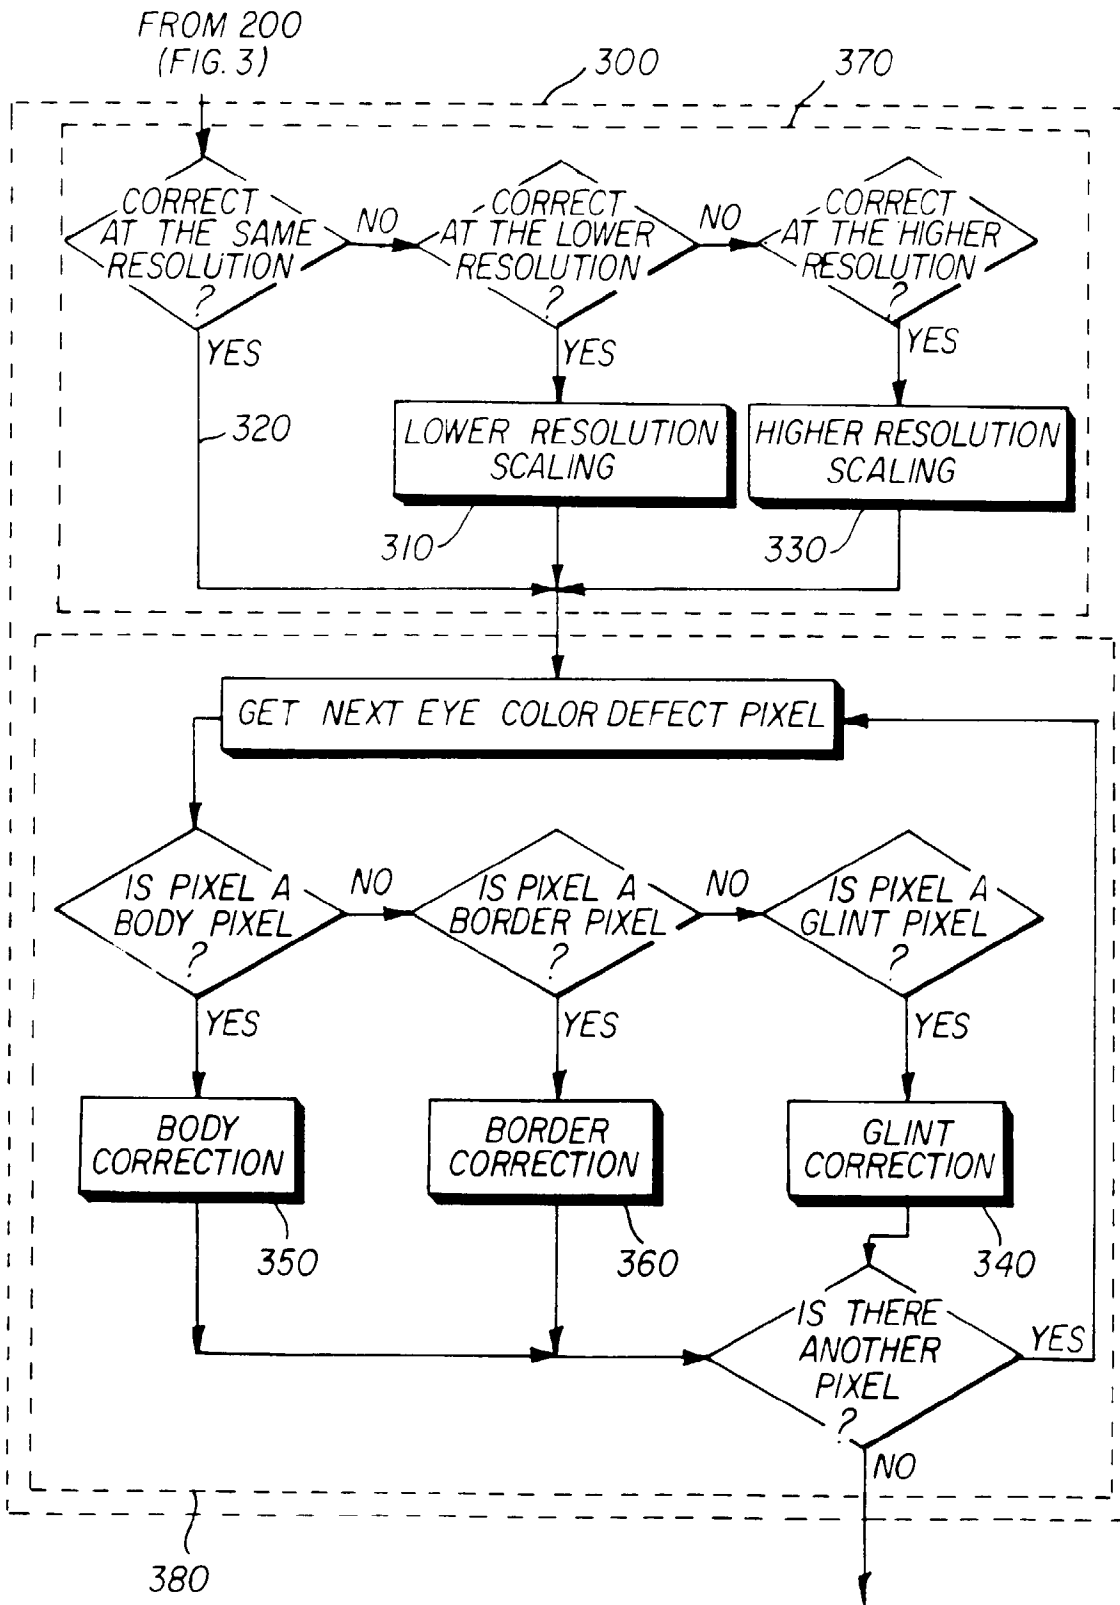 FROM 200
(FIG. 3)
300
370
CORRECT
AT THE SAME
RESOLUTION
?
NO
CORRECT
AT THE LOWER
RESOLUTION
?
NO
CORRECT
AT THE HIGHER
RESOLUTION
?
YES
YES
YES
320
LOWER RESOLUTION
SCALING
HIGHER RESOLUTION
SCALING
310
330
GET NEXT EYE COLOR DEFECT PIXEL
IS PIXEL A
BODY PIXEL
?
NO
IS PIXEL A
BORDER PIXEL
?
NO
IS PIXEL A
GLINT PIXEL
?
YES
YES
YES
BODY
CORRECTION
BORDER
CORRECTION
GLINT
CORRECTION
350
360
340
IS THERE
ANOTHER
PIXEL
?
YES
NO
380